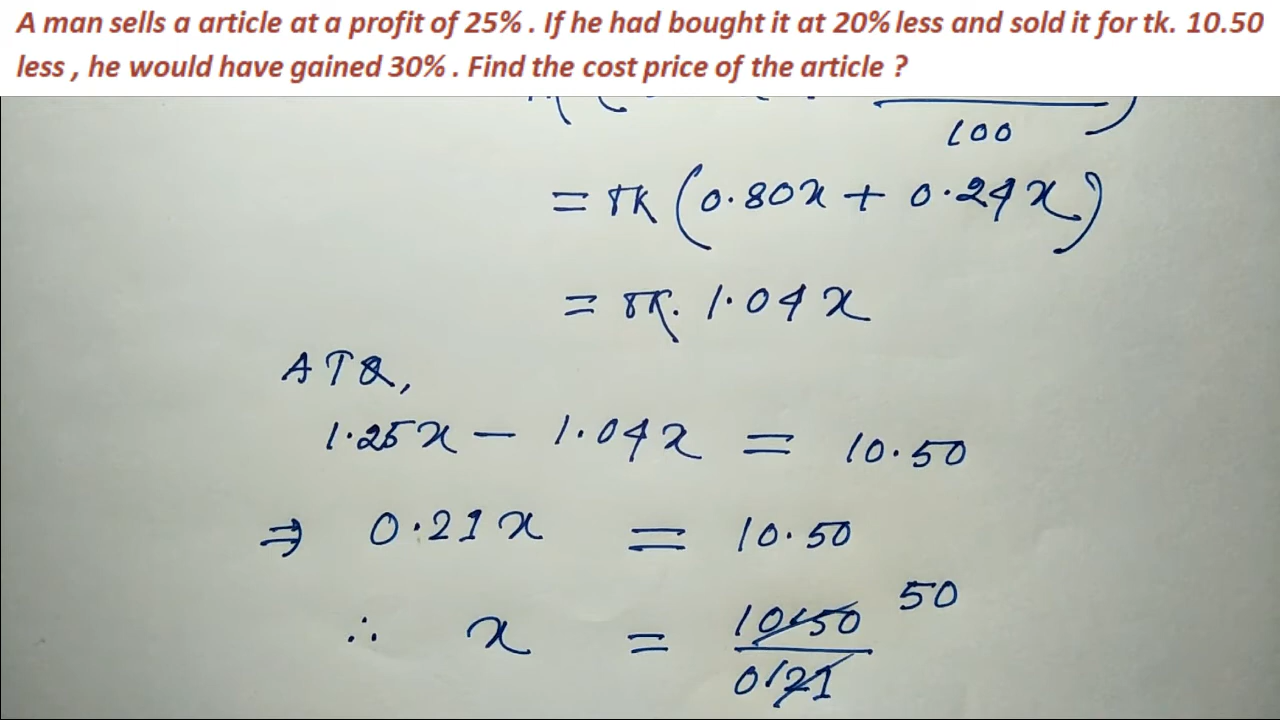 A man sells a article at a profit of 25% . If he had bought it at 20% less and sold it for tk. 10.50
less , he would have gained 30% . Find the cost price of the article ?
100
= TK (0.80x + 0.24x)
= TK. 1.04x
ATQ,
1.25x - 1.04x = 10.50
⇒ 0.21x = 10.50
50
∴ x = 10.50 / 0.21